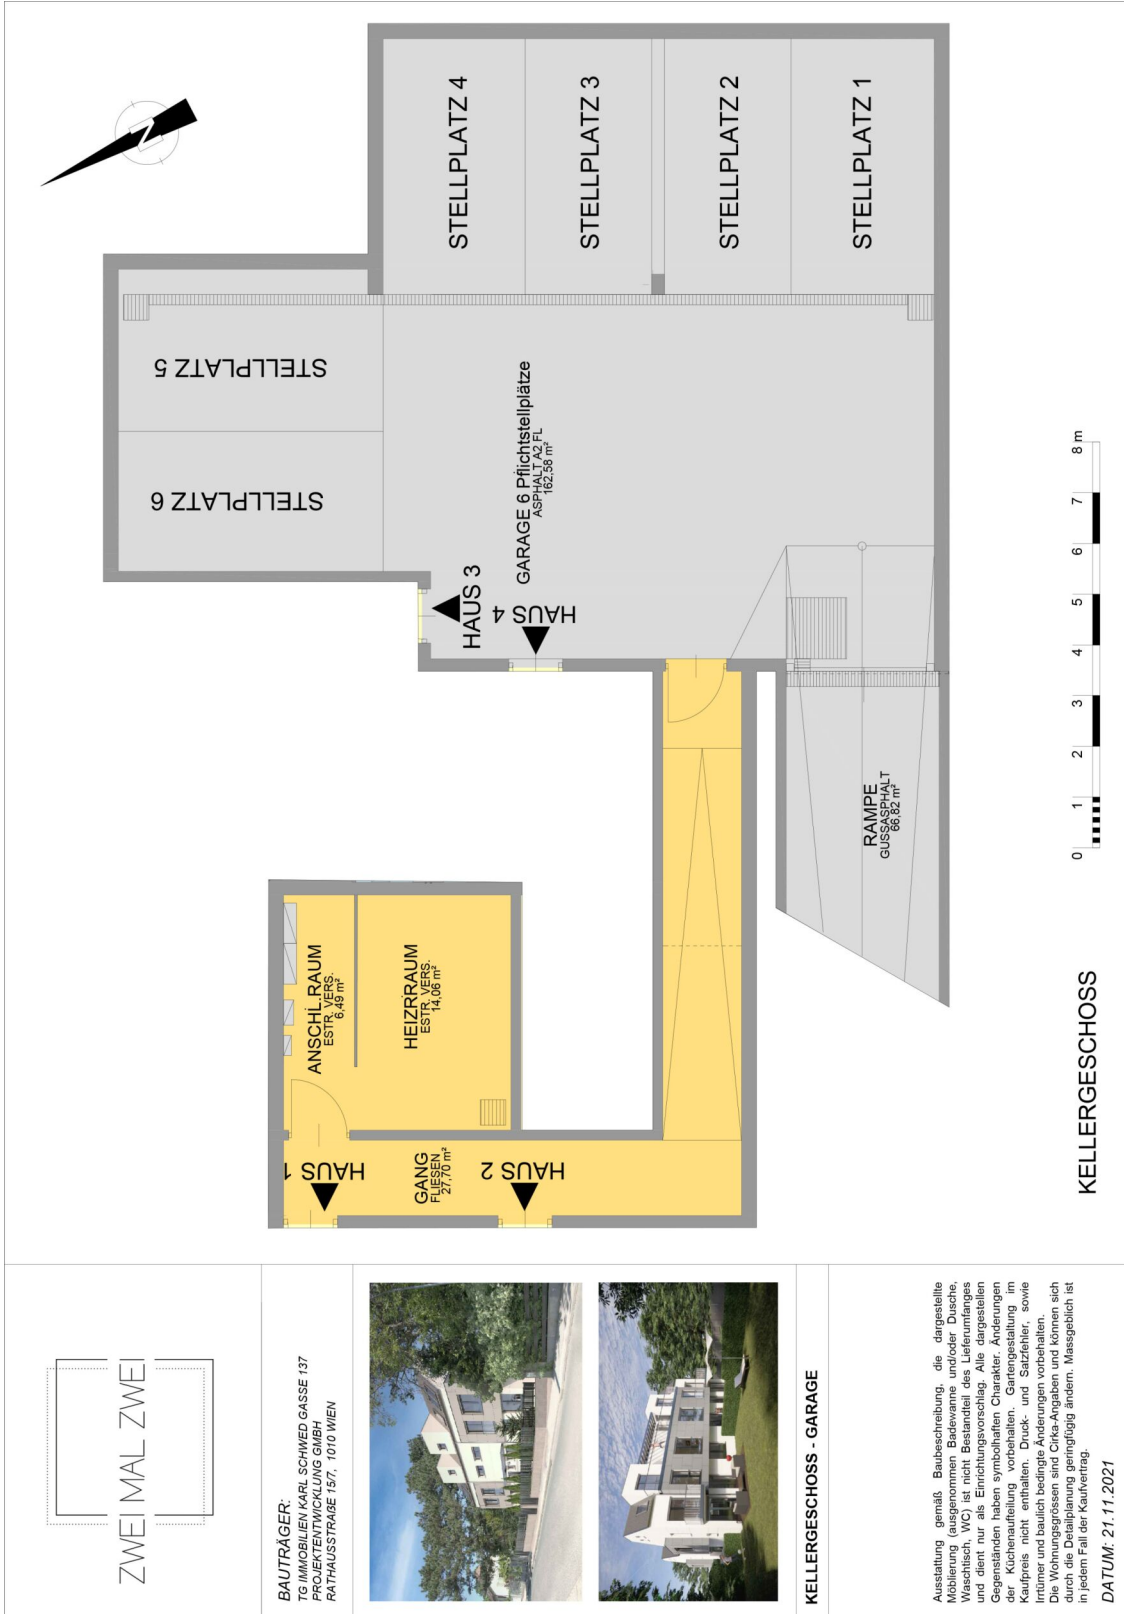 ZWEI MAL ZWEI
BAUTRÄGER:
TG IMMOBILIEN KARL SCHWED GASSE 137
PROJEKTENTWICKLUNG GMBH
RATHAUSSTRAßE 15/7, 1010 WIEN
KELLERGESCHOSS - GARAGE
Ausstattung gemäß Baubeschreibung, die dargestellte
Möblierung (ausgenommen Badewanne und/oder Dusche,
Waschtisch, WC) ist nicht Bestandteil des Lieferumfanges
und dient nur als Einrichtungsvorschlag. Alle dargestellen
Gegenständen haben symbolhaften Charakter. Änderungen
der Küchenaufteilung vorbehalten. Gartengestaltung im
Kaufpreis nicht enthalten. Druck- und Satzfehler, sowie
Irrtümer und baulich bedingte Änderungen vorbehalten.
Die Wohnungsgrössen sind Cirka-Angaben und können sich
durch die Detailplanung geringfügig ändern. Massgeblich ist
in jedem Fall der Kaufvertrag.
DATUM: 21.11.2021
HAUS 1
ANSCHL.RAUM
ESTR. VERS.
6,49 m²
HEIZRRAUM
ESTR. VERS.
14,06 m²
GANG
FLIESEN
27,70 m²
HAUS 2
HAUS 3
HAUS 4
GARAGE 6 Pflichtstellplätze
ASPHALT A2 FL
162,58 m²
STELLPLATZ 6
STELLPLATZ 5
STELLPLATZ 4
STELLPLATZ 3
STELLPLATZ 2
STELLPLATZ 1
N
RAMPE
GUSSASPHALT
66,82 m²
KELLERGESCHOSS
0 1 2 3 4 5 6 7 8 m